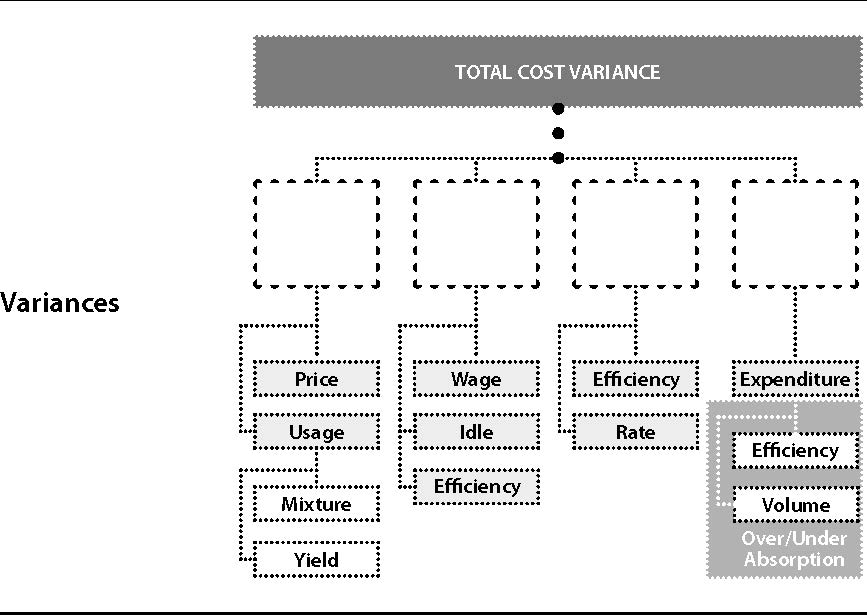 TOTAL COST VARIANCE
Variances
Price
Wage
Efficiency
Expenditure
Usage
Idle
Rate
Efficiency
Efficiency
Mixture
Volume
Yield
Over/Under
Absorption